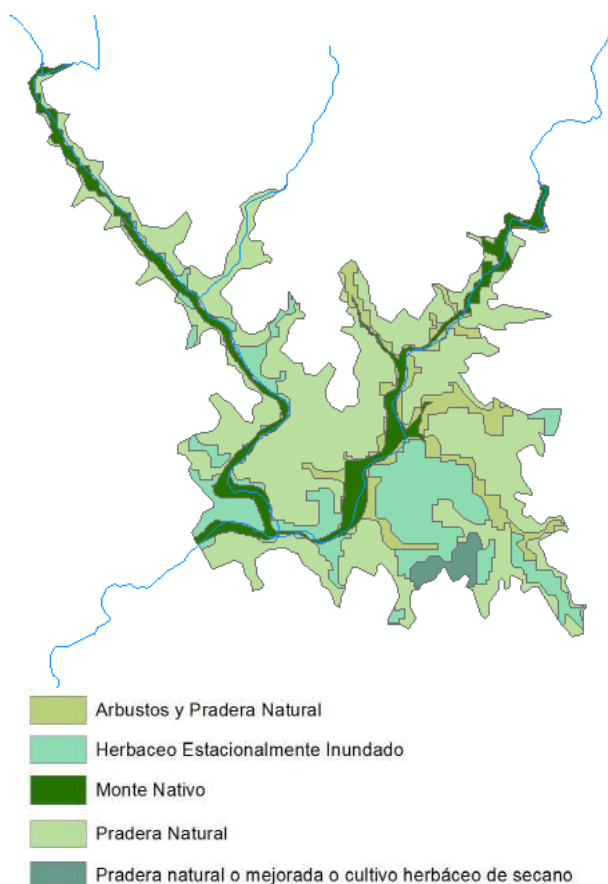 Arbustos y Pradera Natural
Herbaceo Estacionalmente Inundado
Monte Nativo
Pradera Natural
Pradera natural o mejorada o cultivo herbáceo de secano